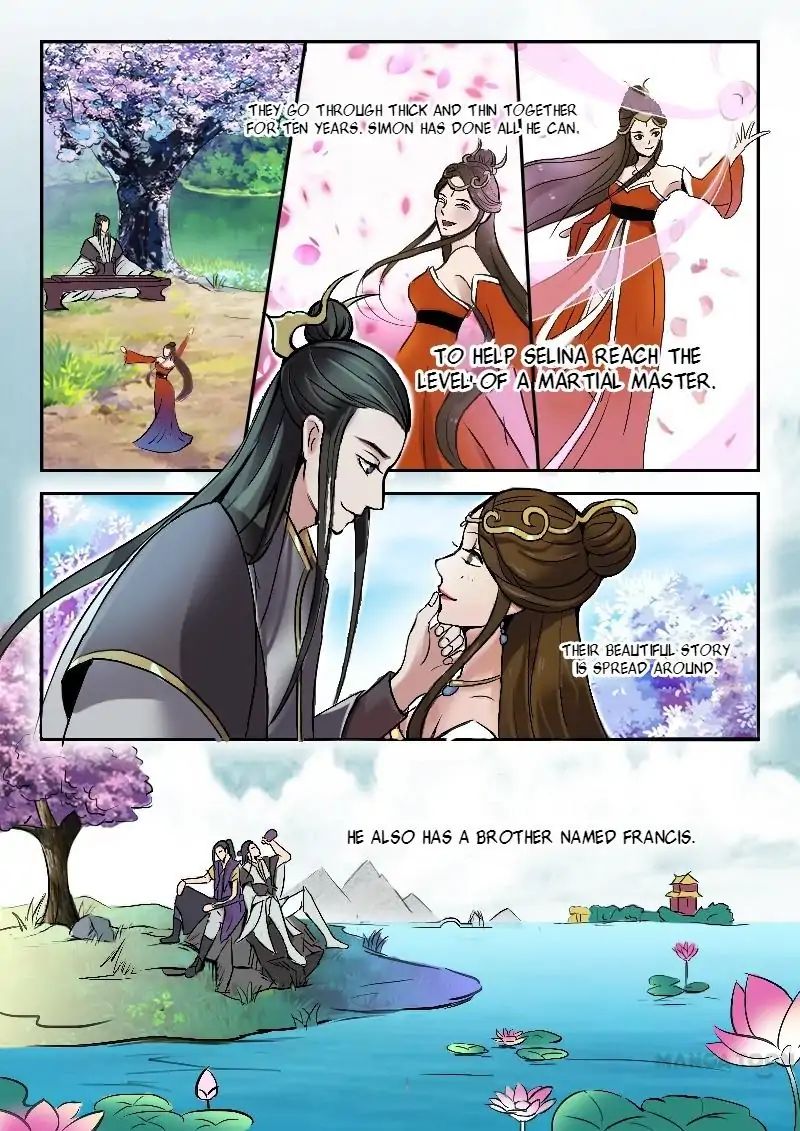 THEY GO THROUGH THICK AND THIN TOGETHER
FOR TEN YEARS. SIMON HAS DONE ALL HE CAN.
TO HELP SELINA REACH THE
LEVEL OF A MARTIAL MASTER.
THEIR BEAUTIFUL STORY
IS SPREAD AROUND.
HE ALSO HAS A BROTHER NAMED FRANCIS.
MANGATOON